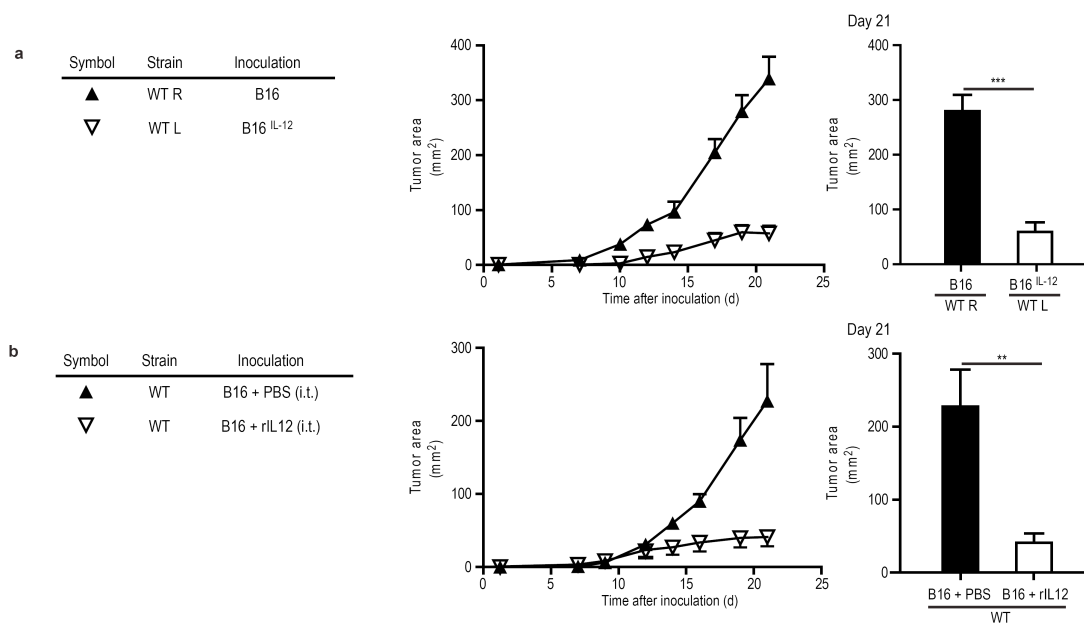 a
Symbol Strain Inoculation
WT R B16
WT L B16 IL-12
Tumor area
(mm2)
400
300
200
100
0
0 5 10 15 20 25
Time after inoculation (d)
Day 21
***
Tumor area
(mm2)
400
300
200
100
0
B16 B16 IL-12
WT R WT L
b
Symbol Strain Inoculation
WT B16 + PBS (i.t.)
WT B16 + rIL12 (i.t.)
Tumor area
(mm2)
300
200
100
0
0 5 10 15 20 25
Time after inoculation (d)
Day 21
**
Tumor area
(mm2)
300
200
100
0
B16 + PBS B16 + rIL12
WT